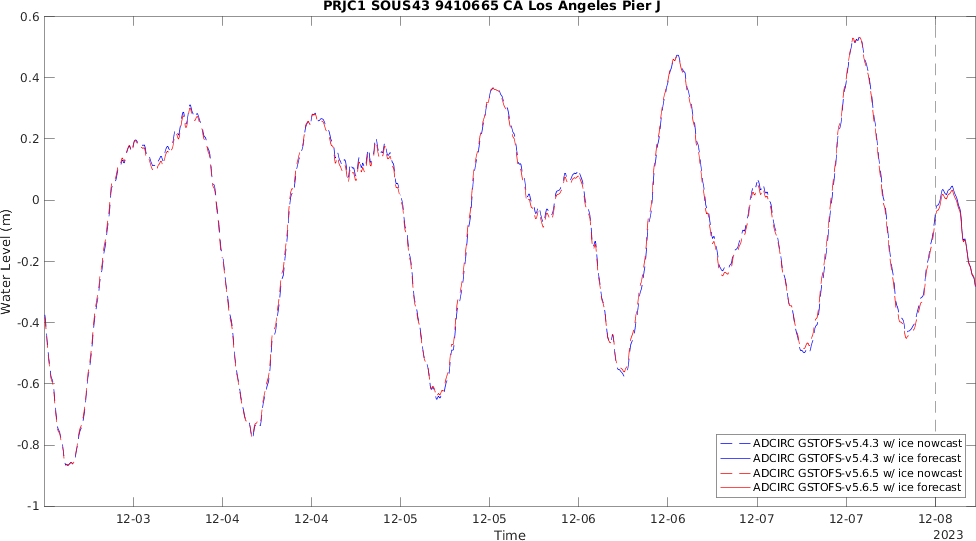 PRJC1 SOUS43 9410665 CA Los Angeles Pier J
0.6
0.4
0.2
0
-0.2
-0.4
-0.6
-0.8
-1
Water Level (m)
12-03 12-04 12-04 12-05 12-05 12-06 12-06 12-07 12-07 12-08
2023
Time
ADCIRC GSTOFS-v5.4.3 w/ ice nowcast
ADCIRC GSTOFS-v5.4.3 w/ ice forecast
ADCIRC GSTOFS-v5.6.5 w/ ice nowcast
ADCIRC GSTOFS-v5.6.5 w/ ice forecast